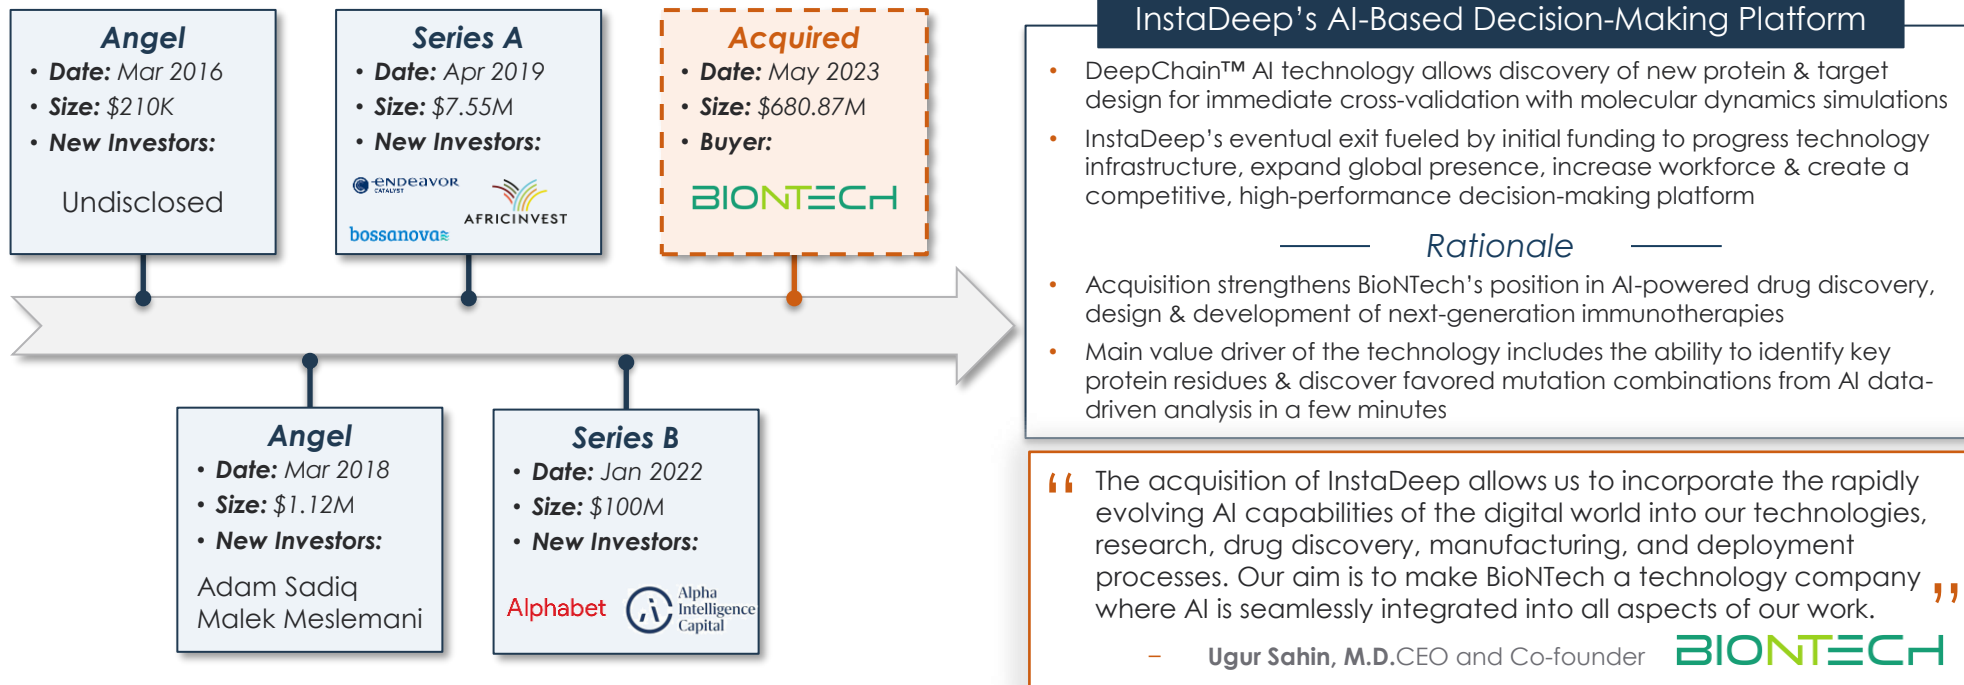 Angel
• Date: Mar 2016
• Size: $210K
• New Investors:
Undisclosed
Series A
• Date: Apr 2019
• Size: $7.55M
• New Investors:
ENDEAVOR
CATALYST
AFRICINVEST
bossanova
Acquired
• Date: May 2023
• Size: $680.87M
• Buyer:
BIONTECH
Angel
• Date: Mar 2018
• Size: $1.12M
• New Investors:
Adam Sadiq
Malek Meslemani
Series B
• Date: Jan 2022
• Size: $100M
• New Investors:
Alphabet
Alpha
Intelligence
Capital
InstaDeep’s AI-Based Decision-Making Platform
• DeepChain™ AI technology allows discovery of new protein & target
design for immediate cross-validation with molecular dynamics simulations
• InstaDeep’s eventual exit fueled by initial funding to progress technology
infrastructure, expand global presence, increase workforce & create a
competitive, high-performance decision-making platform
Rationale
• Acquisition strengthens BioNTech’s position in AI-powered drug discovery,
design & development of next-generation immunotherapies
• Main value driver of the technology includes the ability to identify key
protein residues & discover favored mutation combinations from AI data-
driven analysis in a few minutes
“ The acquisition of InstaDeep allows us to incorporate the rapidly
evolving AI capabilities of the digital world into our technologies,
research, drug discovery, manufacturing, and deployment
processes. Our aim is to make BioNTech a technology company
where AI is seamlessly integrated into all aspects of our work. ”
– Ugur Sahin, M.D.CEO and Co-founder
BIONTECH